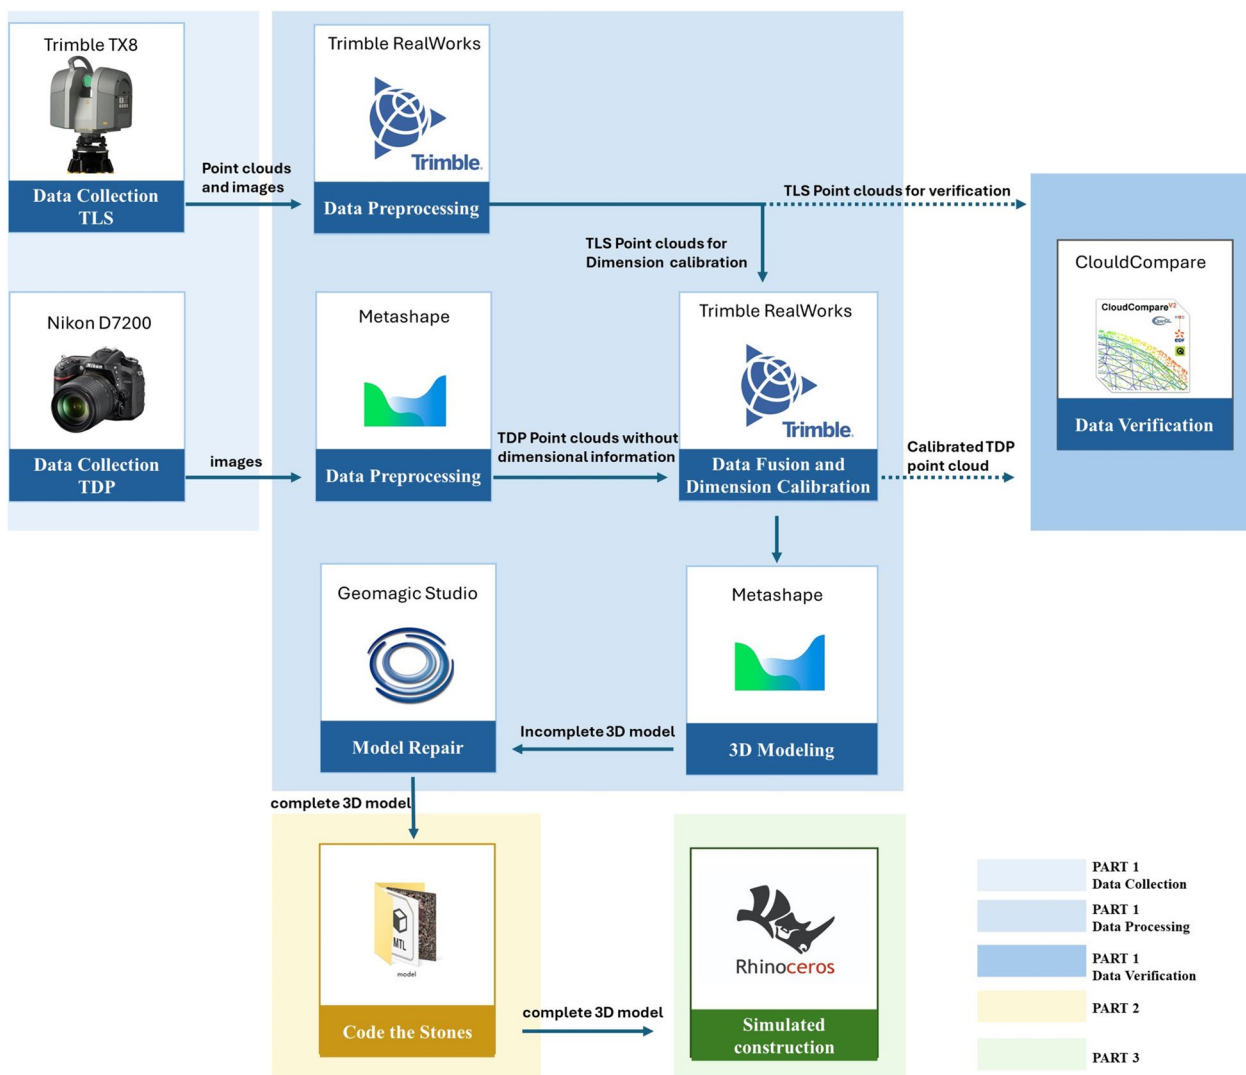 Trimble TX8
Data Collection
TLS
Point clouds
and images
Trimble RealWorks
Trimble
Data Preprocessing
TLS Point clouds for verification
TLS Point clouds for
Dimension calibration
ClouldCompare
CloudCompareV2
OpenGL
EDF
Data Verification
Nikon D7200
Nikon
Data Collection
TDP
images
Metashape
Data Preprocessing
TDP Point clouds without
dimensional information
Trimble RealWorks
Trimble
Data Fusion and
Dimension Calibration
Calibrated TDP
point cloud
Geomagic Studio
Model Repair
Incomplete 3D model
Metashape
3D Modeling
complete 3D model
MTL
model
Code the Stones
complete 3D model
Rhinoceros
Simulated
construction
PART 1
Data Collection
PART 1
Data Processing
PART 1
Data Verification
PART 2
PART 3